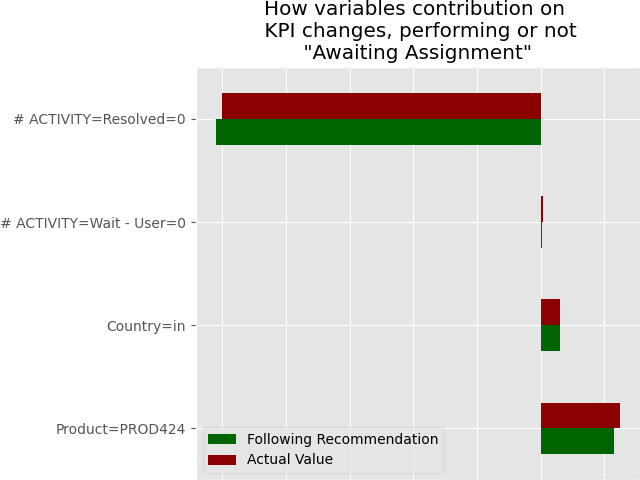 How variables contribution on
KPI changes, performing or not
"Awaiting Assignment"
# ACTIVITY=Resolved=0
# ACTIVITY=Wait - User=0
Country=in
Product=PROD424
Following Recommendation
Actual Value